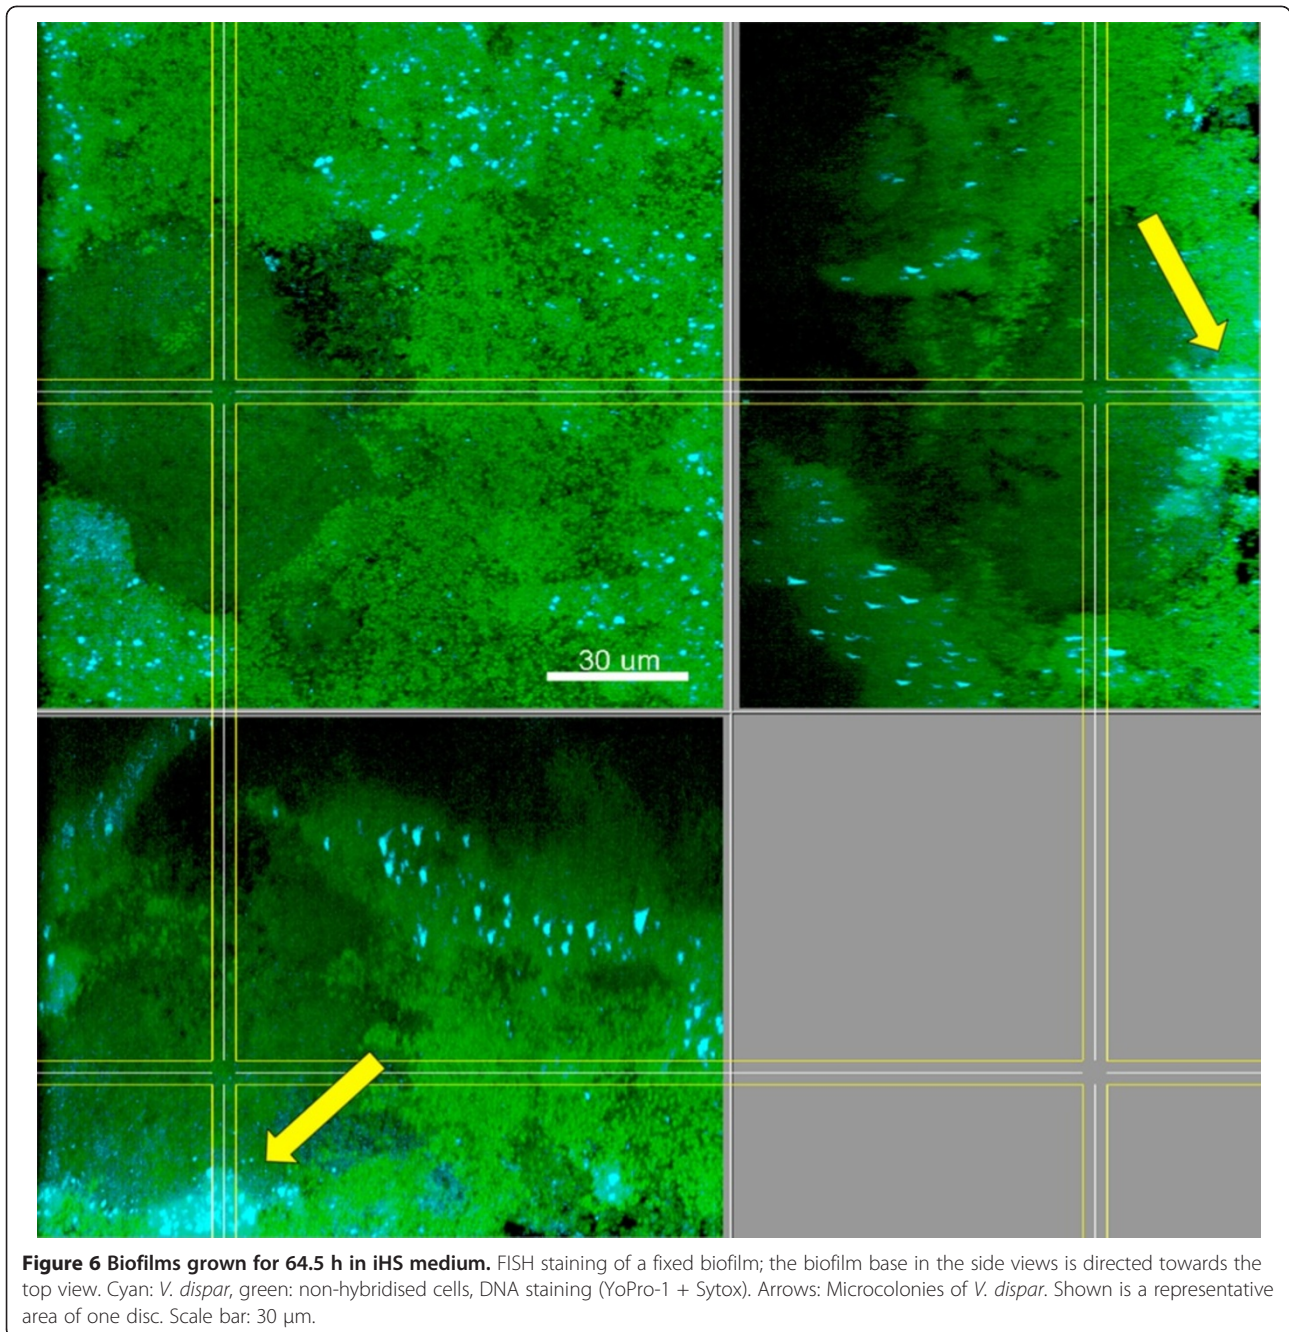 30 um
Figure 6 Biofilms grown for 64.5 h in iHS medium. FISH staining of a fixed biofilm; the biofilm base in the side views is directed towards the
top view. Cyan: V. dispar, green: non-hybridised cells, DNA staining (YoPro-1 + Sytox). Arrows: Microcolonies of V. dispar. Shown is a representative
area of one disc. Scale bar: 30 μm.